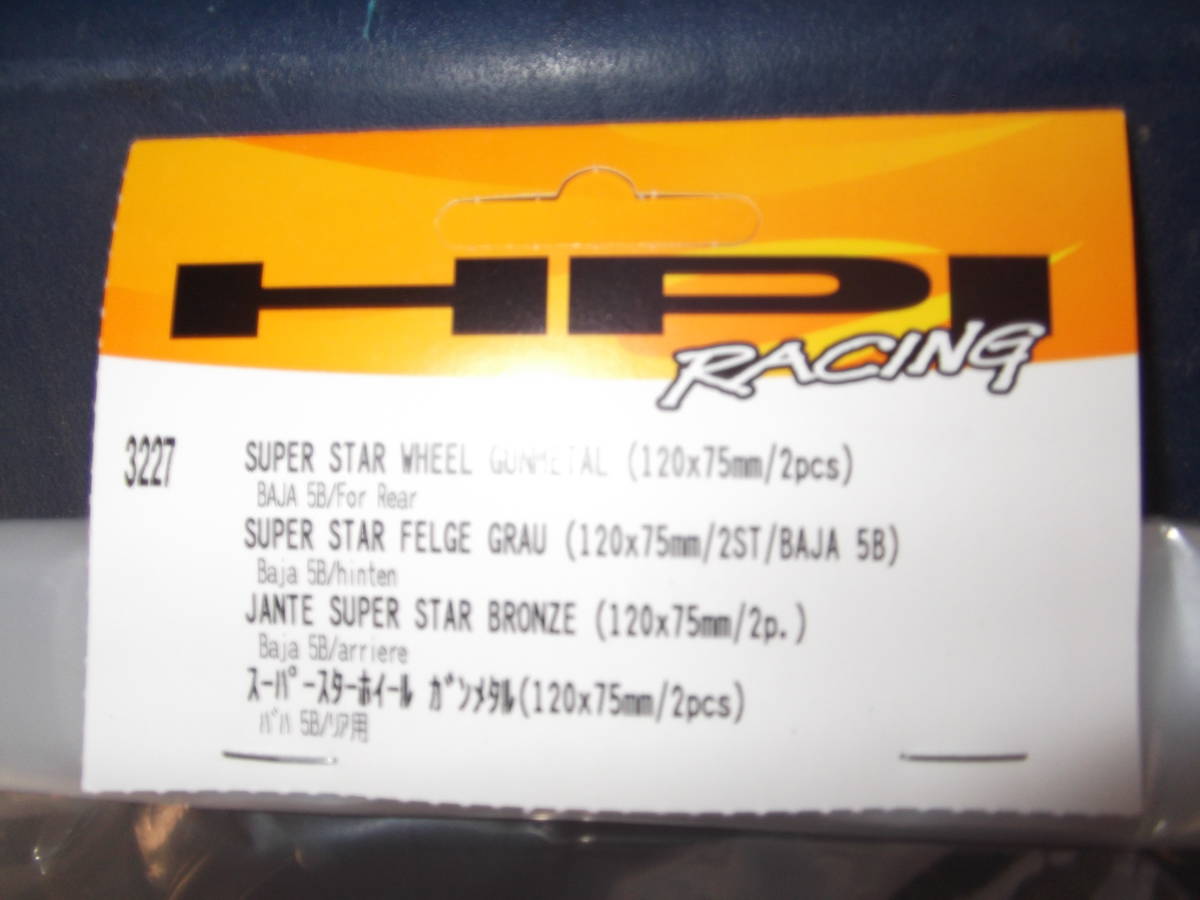 HPI
RACING
3227 SUPER STAR WHEEL GUNMETAL (120x75mm/2pcs)
BAJA 5B/For Rear
SUPER STAR FELGE GRAU (120x75mm/2ST/BAJA 5B)
Baja 5B/hinten
JANTE SUPER STAR BRONZE (120x75mm/2p.)
Baja 5B/arriere
ｽｰﾊﾟｰｽﾀｰﾎｲｰﾙ ｶﾞﾝﾒﾀﾙ(120x75mm/2pcs)
ﾊﾞﾊ 5B/ﾘｱ用